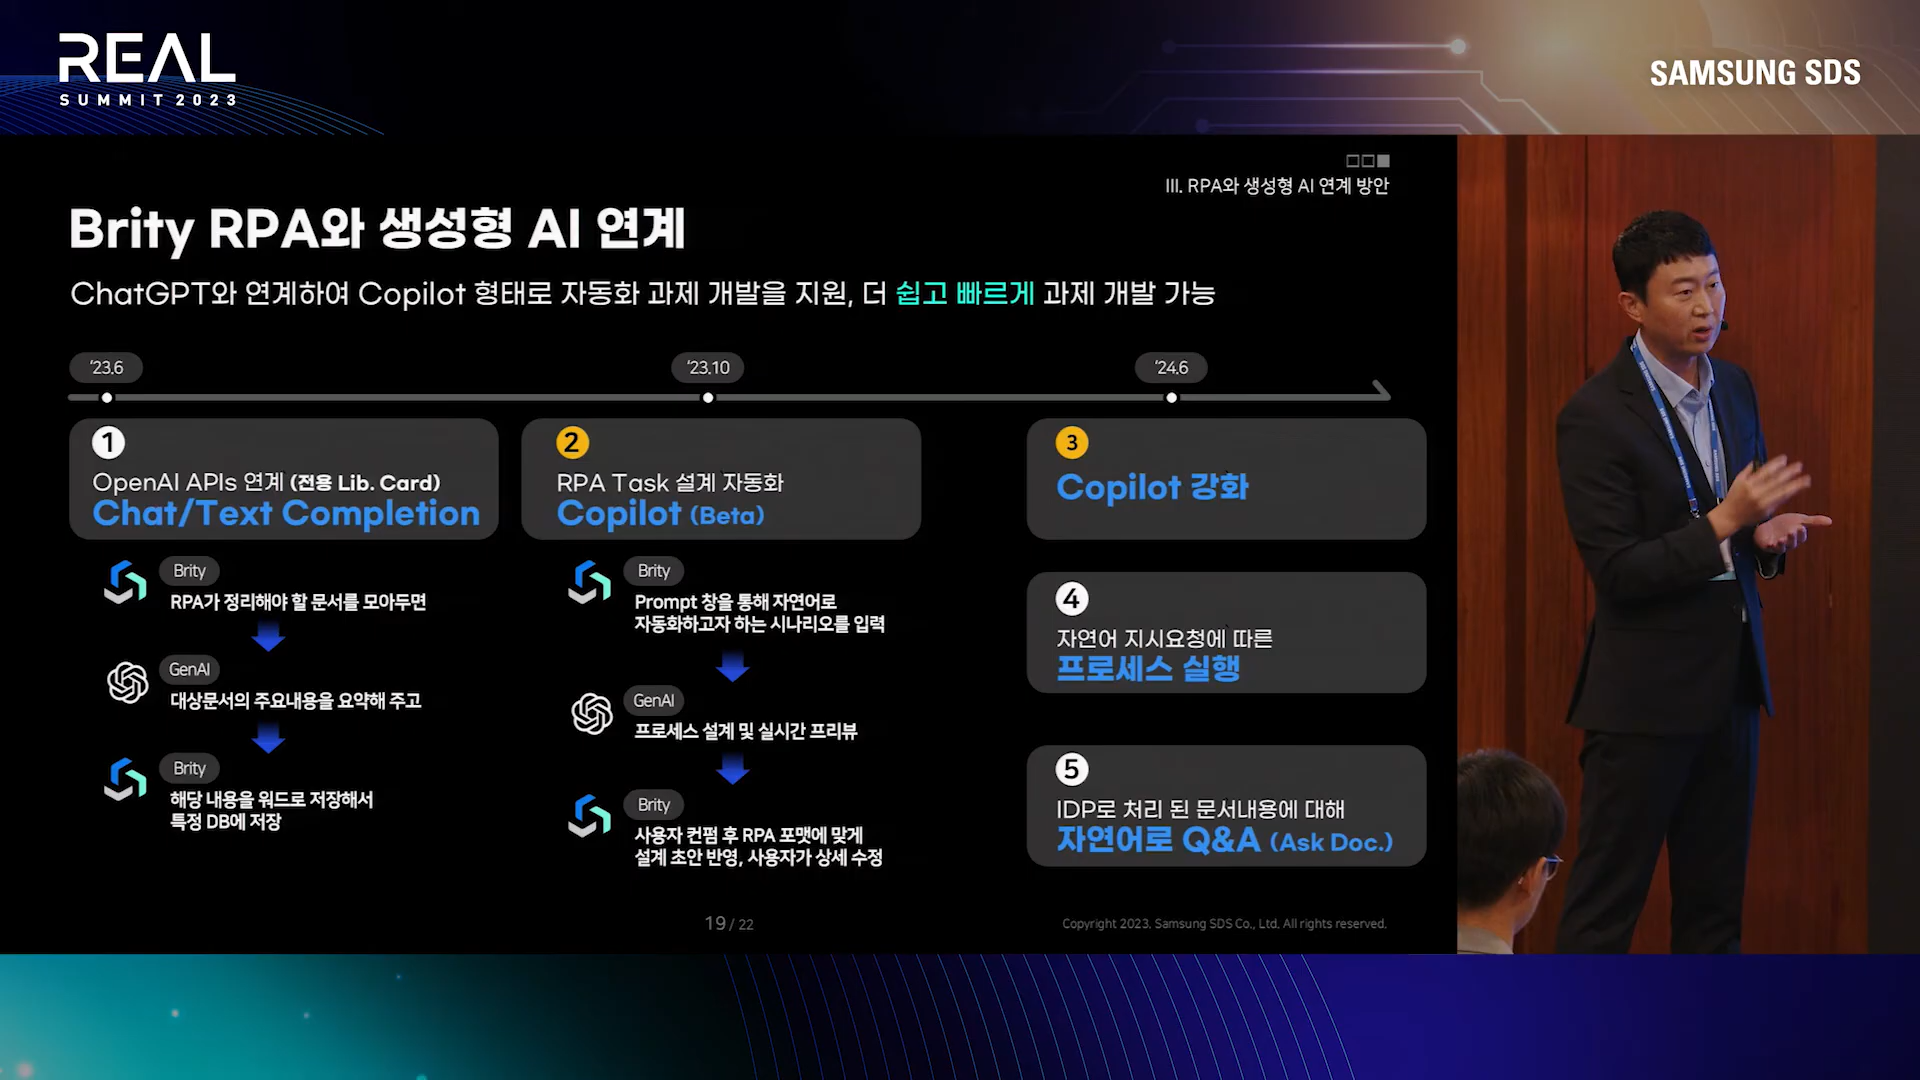 REAL
SUMMIT 2023
SAMSUNG SDS
III. RPA와 생성형 AI 연계 방안
Brity RPA와 생성형 AI 연계
ChatGPT와 연계하여 Copilot 형태로 자동화 과제 개발을 지원, 더 쉽고 빠르게 과제 개발 가능
‘23.6
‘23.10
‘24.6
1
OpenAI APIs 연계 (전용 Lib. Card)
Chat/Text Completion
Brity
RPA가 정리해야 할 문서를 모아두면
GenAI
대상문서의 주요내용을 요약해 주고
Brity
해당 내용을 워드로 저장해서
특정 DB에 저장
2
RPA Task 설계 자동화
Copilot (Beta)
Brity
Prompt 창을 통해 자연어로
자동화하고자 하는 시나리오를 입력
GenAI
프로세스 설계 및 실시간 프리뷰
Brity
사용자 컨펌 후 RPA 포맷에 맞게
설계 초안 반영, 사용자가 상세 수정
3
Copilot 강화
4
자연어 지시요청에 따른
프로세스 실행
5
IDP로 처리 된 문서내용에 대해
자연어로 Q&A (Ask Doc.)
19 / 22
Copyright 2023. Samsung SDS Co., Ltd. All rights reserved.